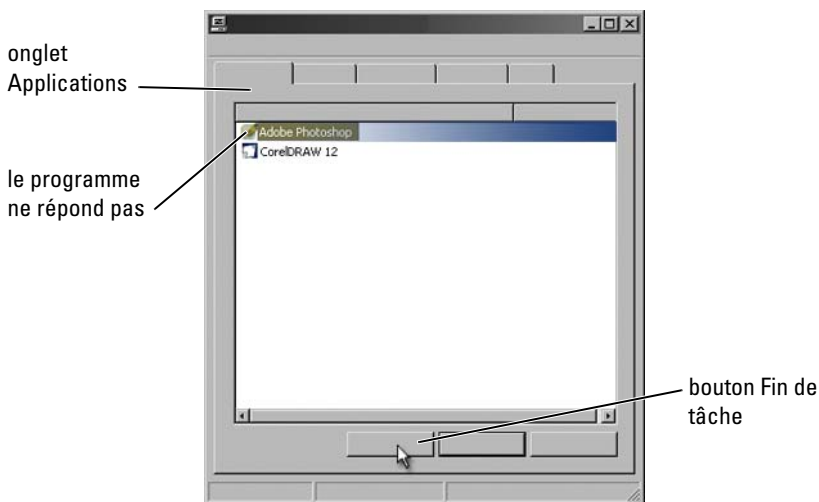 onglet
Applications
Adobe Photoshop
CorelDRAW 12
le programme
ne répond pas
bouton Fin de
tâche